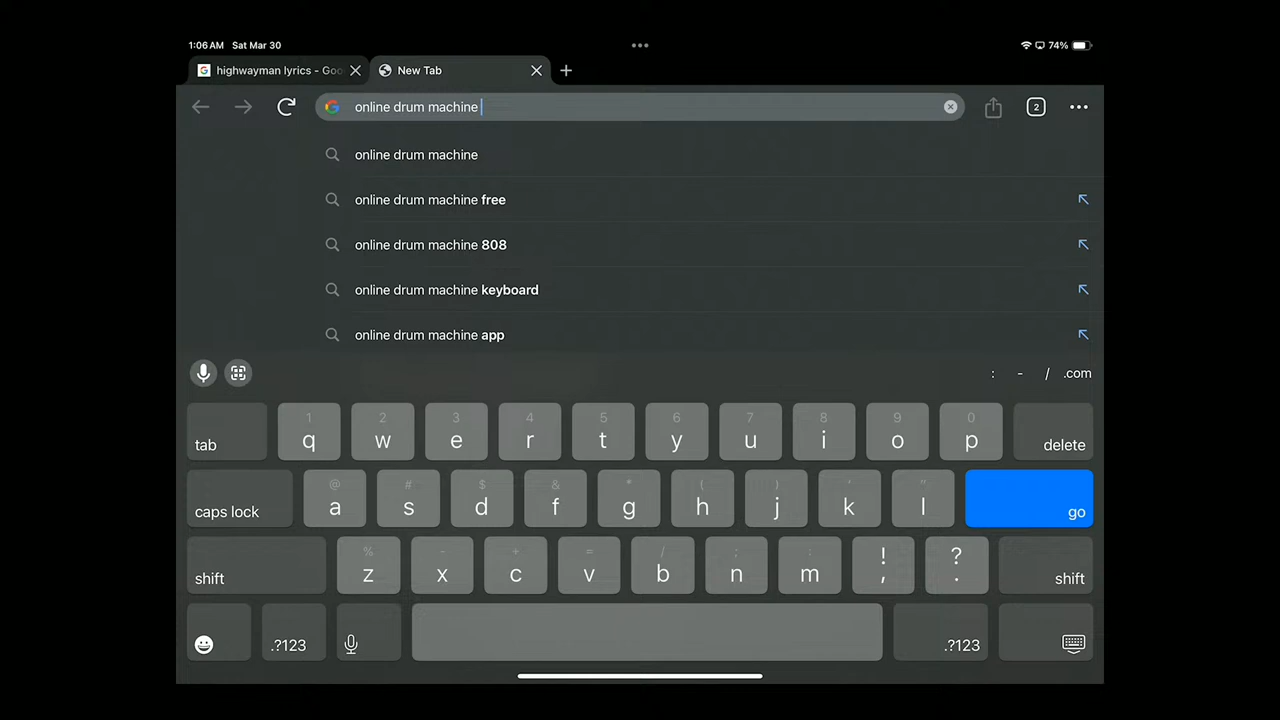 1:06 AM Sat Mar 30
74%
highwayman lyrics - Goo
New Tab
online drum machine
2
online drum machine
online drum machine free
online drum machine 808
online drum machine keyboard
online drum machine app
: - / .com
1 2 3 4 5 6 7 8 9 0
tab q w e r t y u i o p delete
@ # $ & * ( ) ' "
caps lock a s d f g h j k l go
% - + = / ; : ! ?
shift z x c v b n m , . shift
.?123 .?123